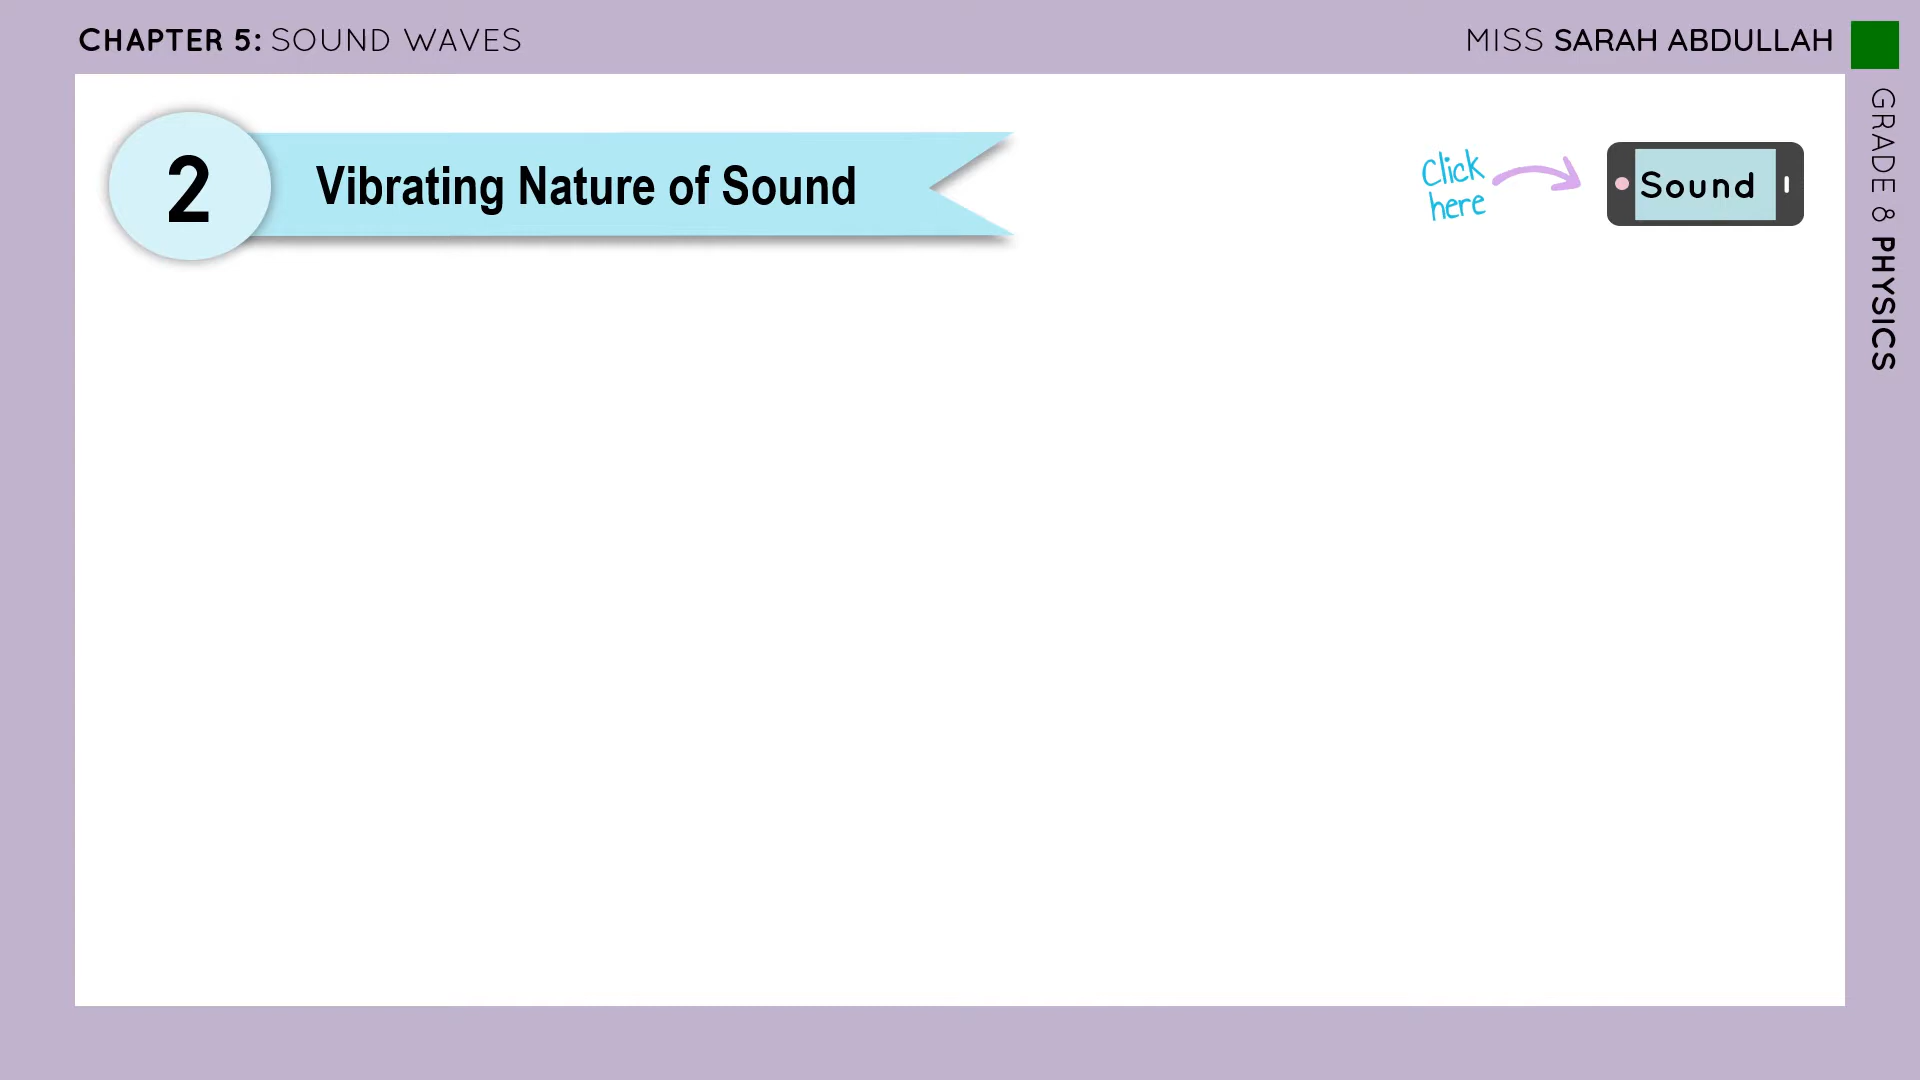 CHAPTER 5: SOUND WAVES
MISS SARAH ABDULLAH
GRADE 8 PHYSICS
2
Vibrating Nature of Sound
Click
here
Sound